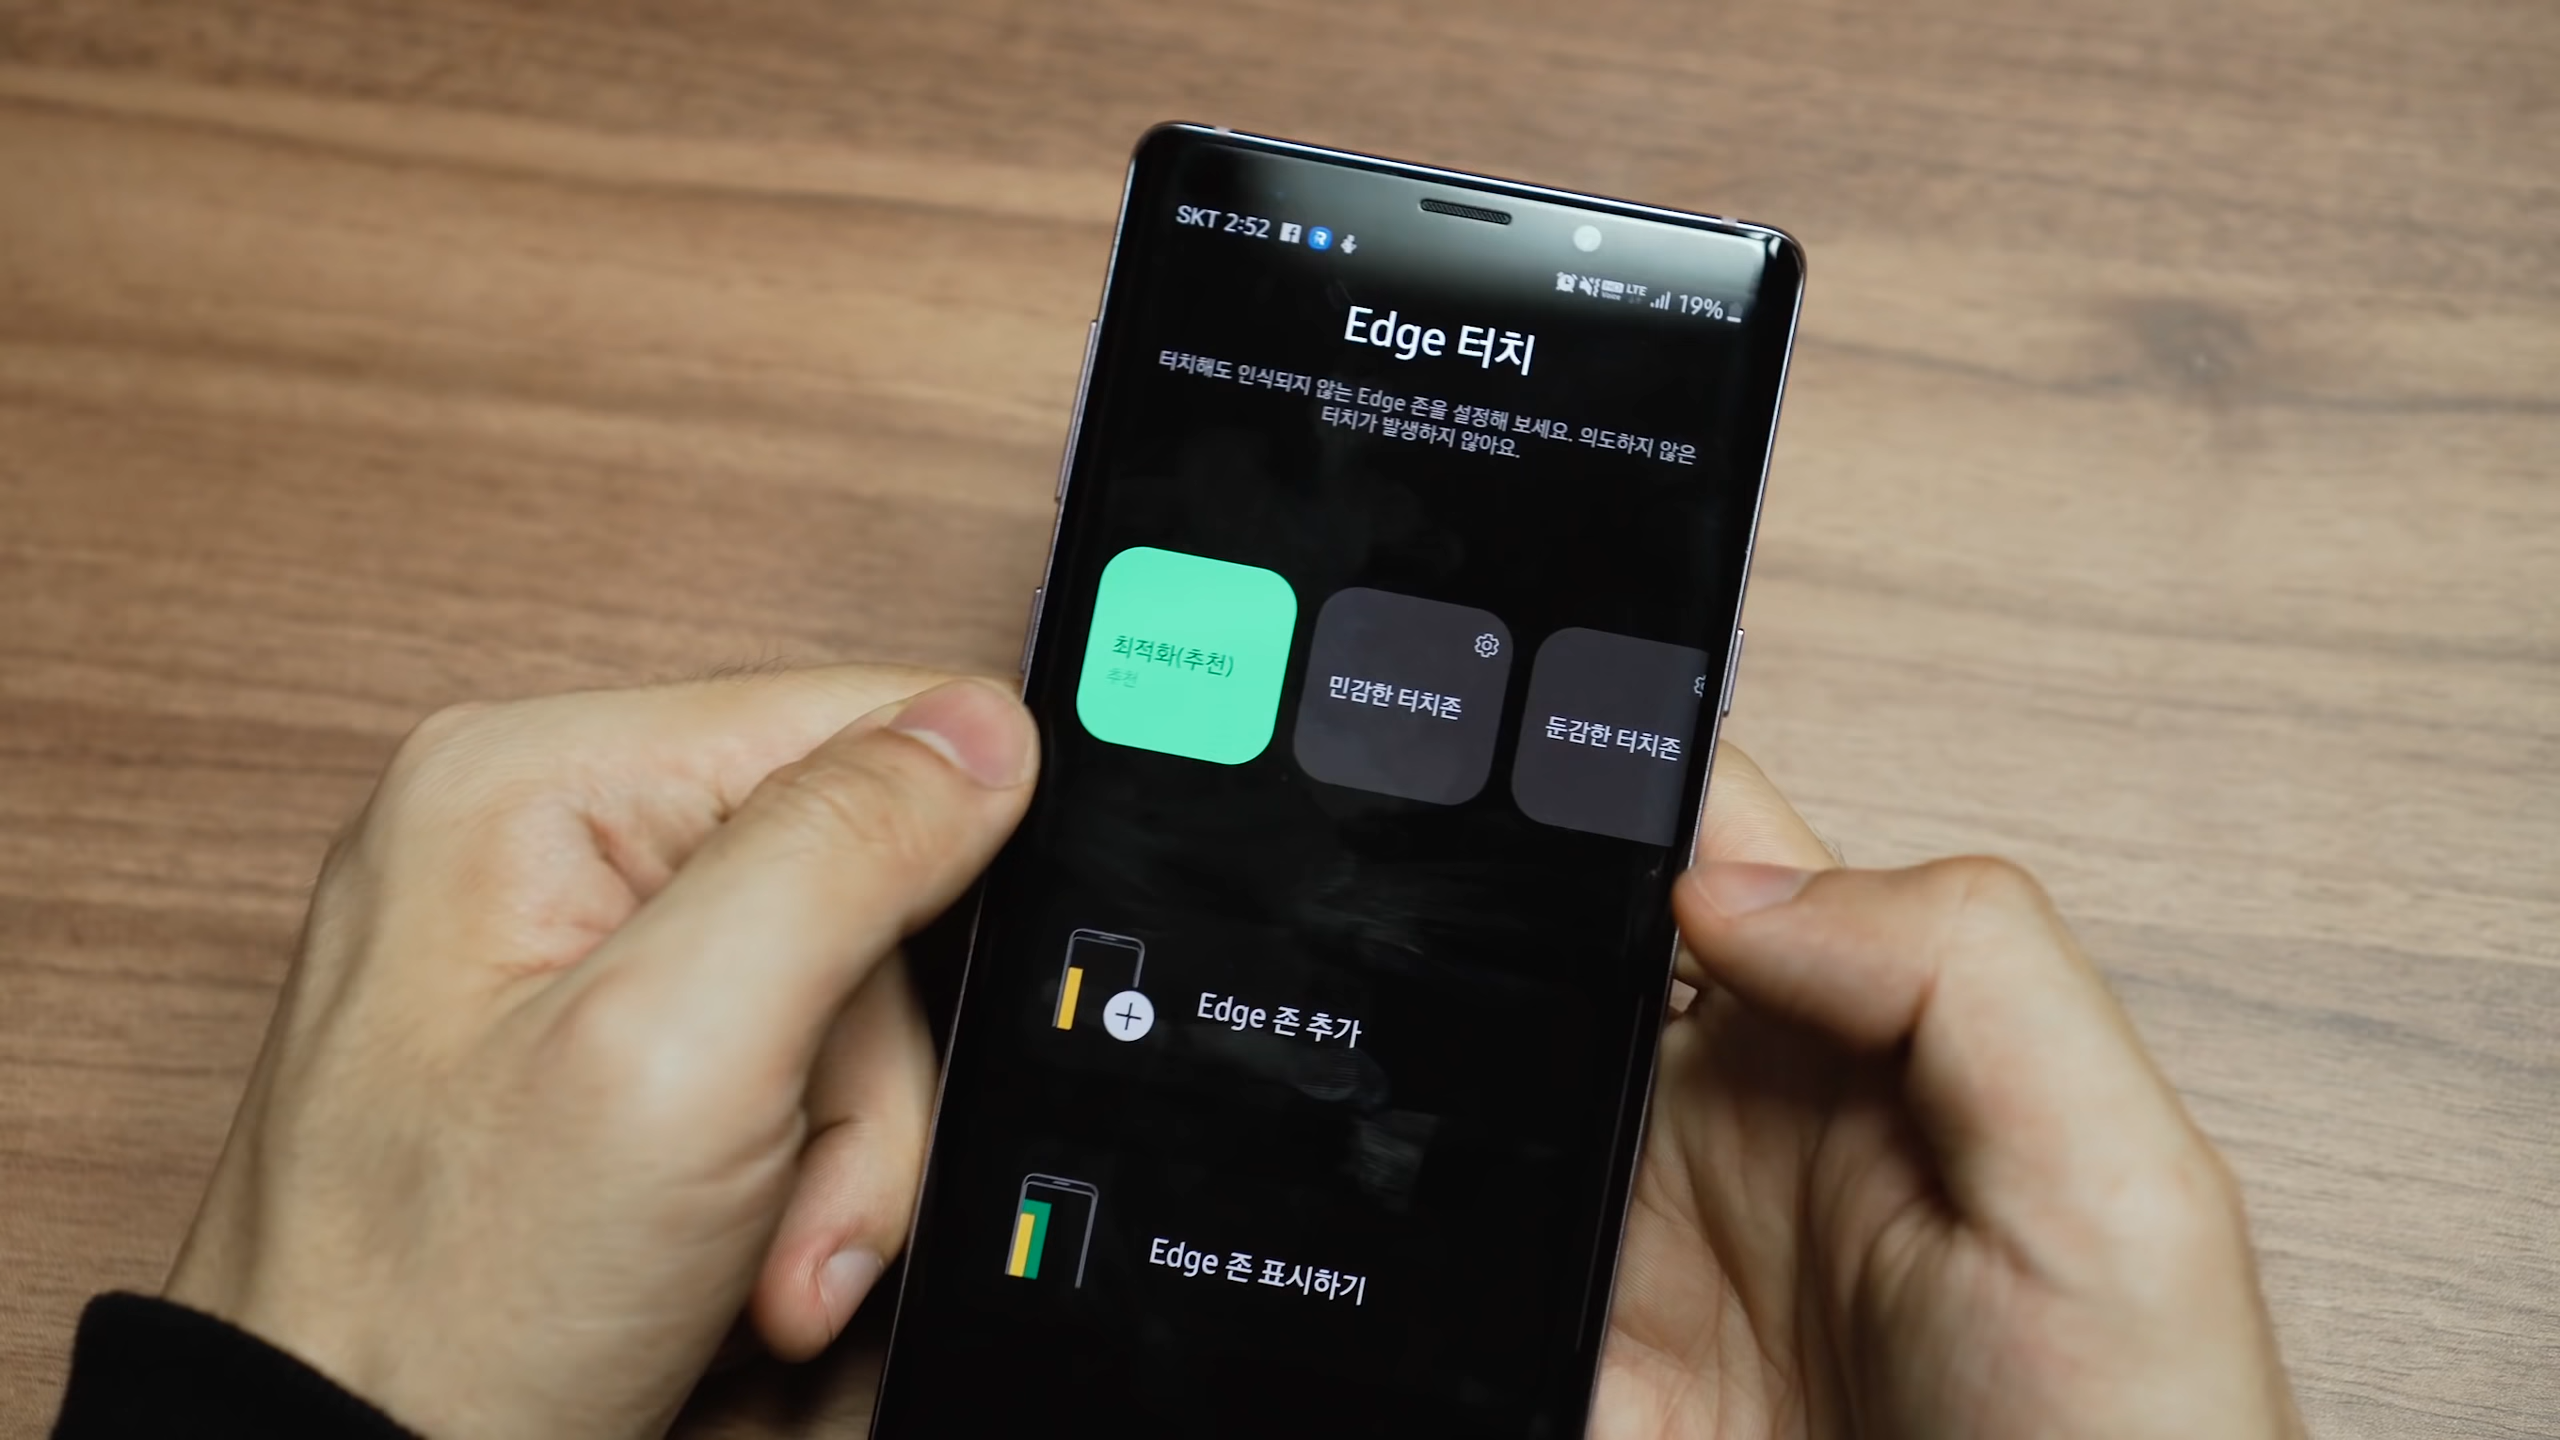 SKT 2:52
LTE 19%
Edge 터치
터치해도 인식되지 않는 Edge 존을 설정해 보세요. 의도하지 않은
터치가 발생하지 않아요.
최적화(추천)
추천
민감한 터치존
둔감한 터치존
Edge 존 추가
Edge 존 표시하기